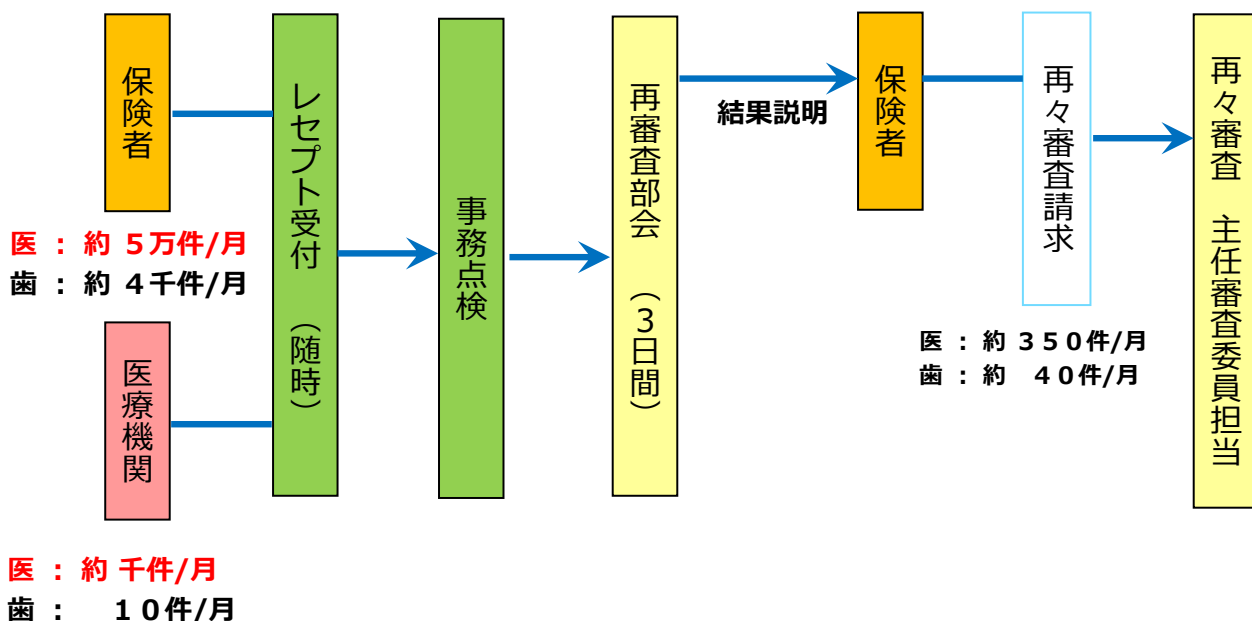 保険者
医 : 約 5万件/月
歯 : 約 4千件/月
医療機関
医 : 約 千件/月
歯 : 10件/月
レセプト受付 (随時)
事務点検
再審査部会 (3日間)
結果説明
保険者
再々審査請求
医 : 約 350件/月
歯 : 約 40件/月
再々審査 主任審査委員担当